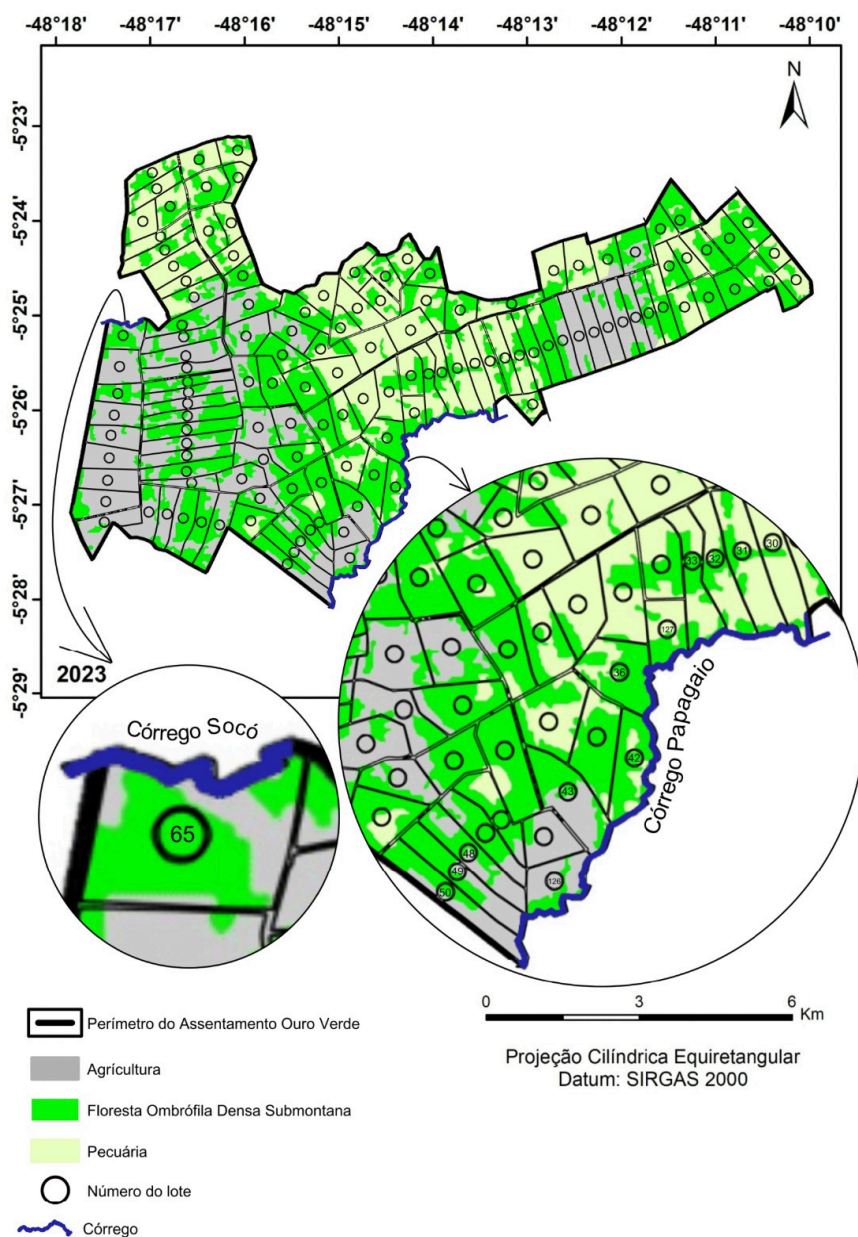 -48°18' -48°17' -48°16' -48°15' -48°14' -48°13' -48°12' -48°11' -48°10'
N
-5°23'
-5°24'
-5°25'
-5°26'
-5°27'
-5°28'
-5°29'
2023
Córrego Socó
65
30
31
32
33
127
36
42
43
48
49
50
126
Córrego Papagaio
0 3 6
Km
Projeção Cilíndrica Equiretangular
Datum: SIRGAS 2000
Perímetro do Assentamento Ouro Verde
Agrícultura
Floresta Ombrófila Densa Submontana
Pecuária
Número do lote
Córrego